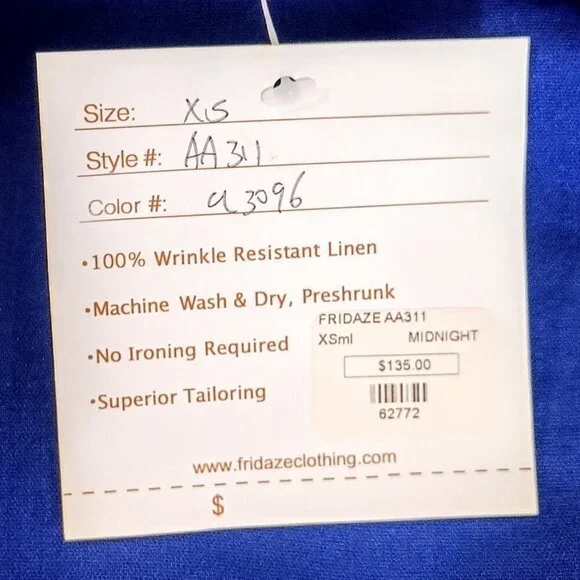 Size: XS
Style #: AA311
Color #: a3096
•100% Wrinkle Resistant Linen
•Machine Wash & Dry, Preshrunk
•No Ironing Required
•Superior Tailoring
FRIDAZE AA311
XSml MIDNIGHT
$135.00
62772
www.fridazeclothing.com
$